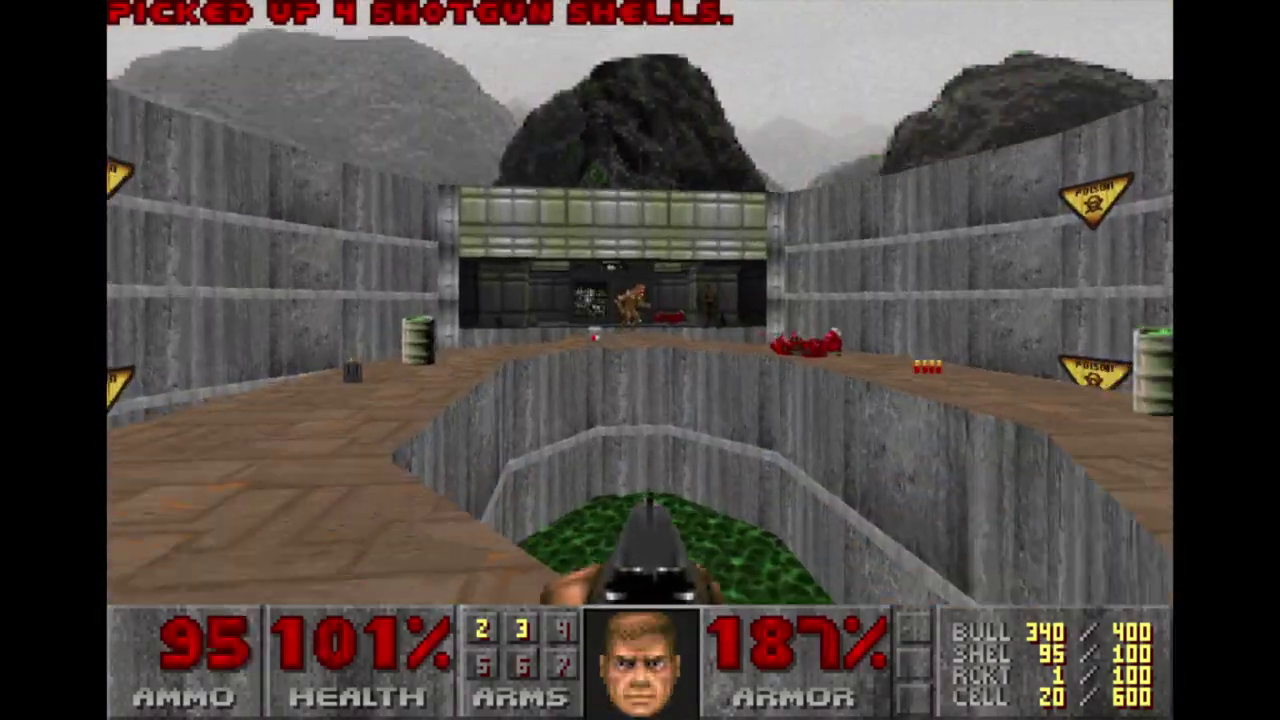 PICKED UP 4 SHOTGUN SHELLS.
POISON
POISON
95 101% 2 3 4 187% BULL 340 / 400
SHEL 95 / 100
5 6 7 RCKT 1 / 100
AMMO HEALTH ARMS ARMOR CELL 20 / 600